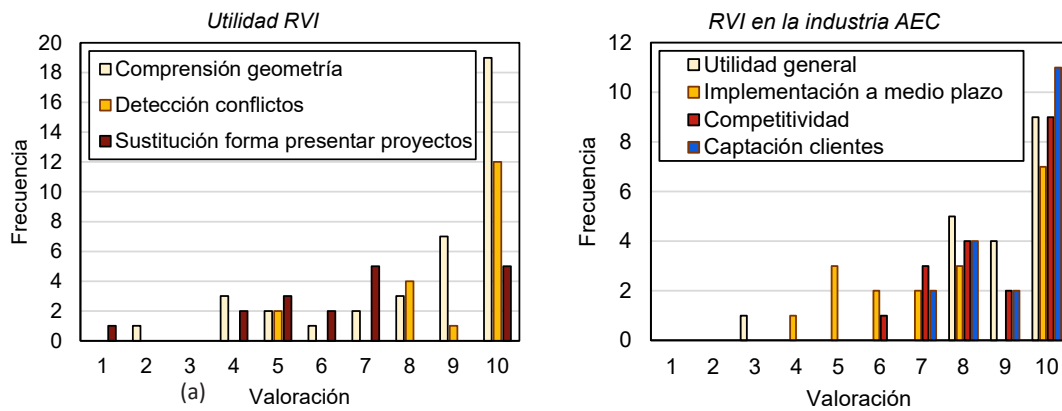 Utilidad RVI
20
18
16
14
12
10
8
6
4
2
0
Frecuencia
Comprensión geometría
Detección conflictos
Sustitución forma presentar proyectos
1 2 3 4 5 6 7 8 9 10
(a)
Valoración
RVI en la industria AEC
12
10
8
6
4
2
0
Frecuencia
Utilidad general
Implementación a medio plazo
Competitividad
Captación clientes
1 2 3 4 5 6 7 8 9 10
Valoración